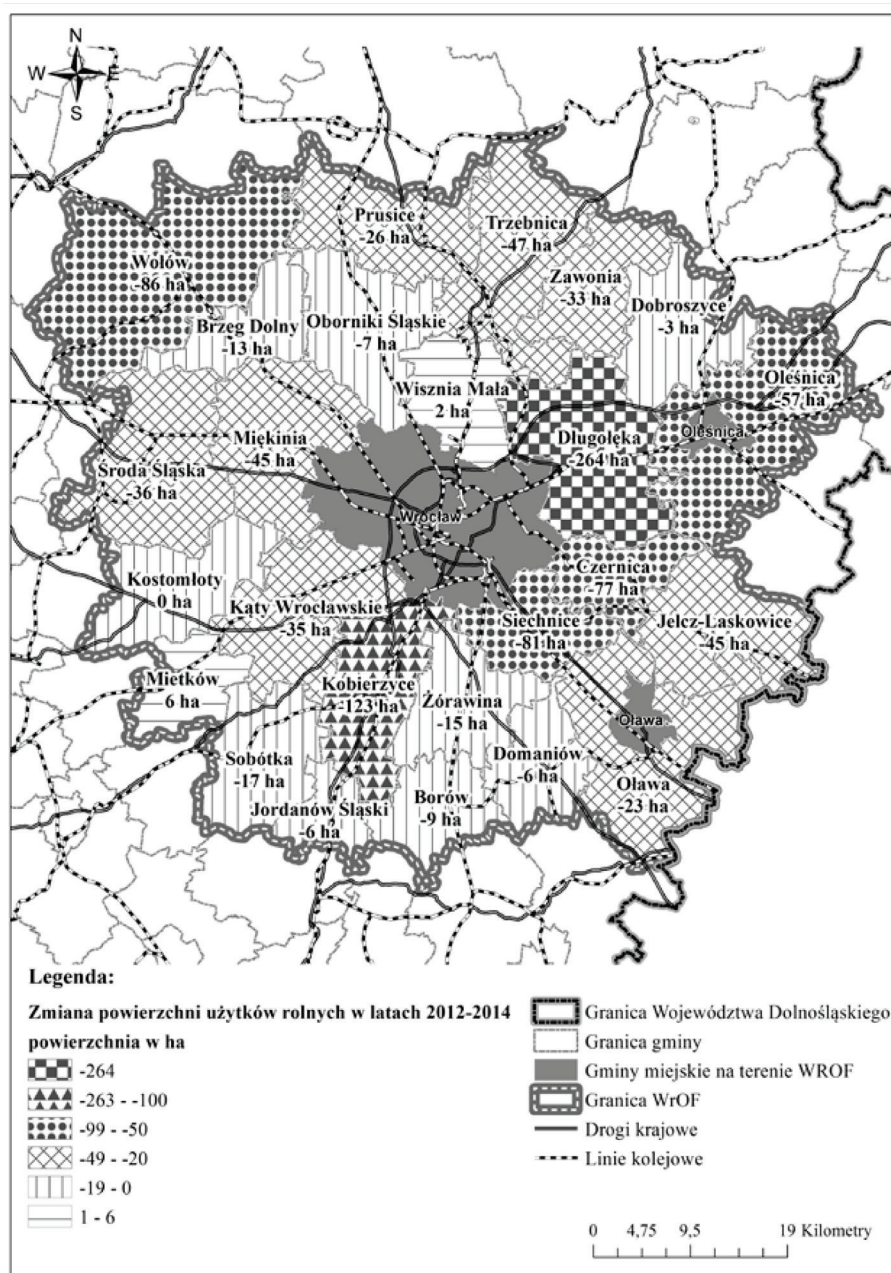 N
W E
S
Prusice
-26 ha
Trzebnica
-47 ha
Wołów
-86 ha
Zawonia
-33 ha
Dobroszyce
-3 ha
Brzeg Dolny
-13 ha
Oborniki Śląskie
-7 ha
Wisznia Mała
2 ha
Oleśnica
-57 ha
Oleśnica
Długołęka
-264 ha
Miękinia
-45 ha
Środa Śląska
-36 ha
Wrocław
Czernica
-77 ha
Kostomłoty
0 ha
Kąty Wrocławskie
-35 ha
Siechnice
-81 ha
Jelcz-Laskowice
-45 ha
Mietków
6 ha
Kobierzyce
-123 ha
Żórawina
-15 ha
Oława
Sobótka
-17 ha
Domaniów
-6 ha
Oława
-23 ha
Jordanów Śląski
-6 ha
Borów
-9 ha
Legenda:
Zmiana powierzchni użytków rolnych w latach 2012-2014
powierzchnia w ha
-264
-263 - -100
-99 - -50
-49 - -20
-19 - 0
1 - 6
Granica Województwa Dolnośląskiego
Granica gminy
Gminy miejskie na terenie WROF
Granica WrOF
Drogi krajowe
Linie kolejowe
0 4,75 9,5 19 Kilometry